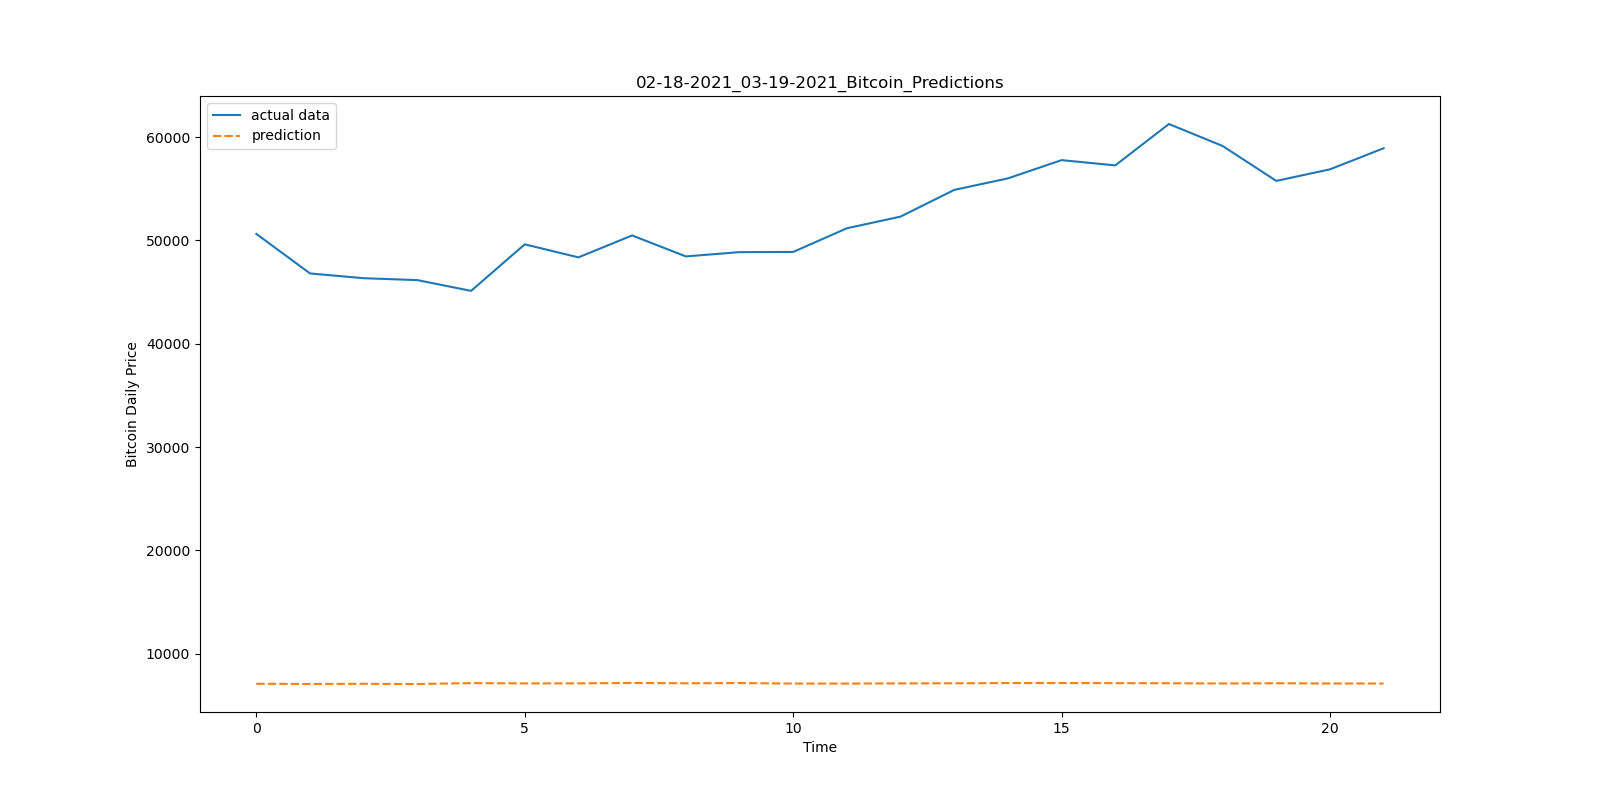 02-18-2021_03-19-2021_Bitcoin_Predictions
actual data
prediction
60000
50000
40000
30000
20000
10000
Bitcoin Daily Price
0 5 10 15 20
Time